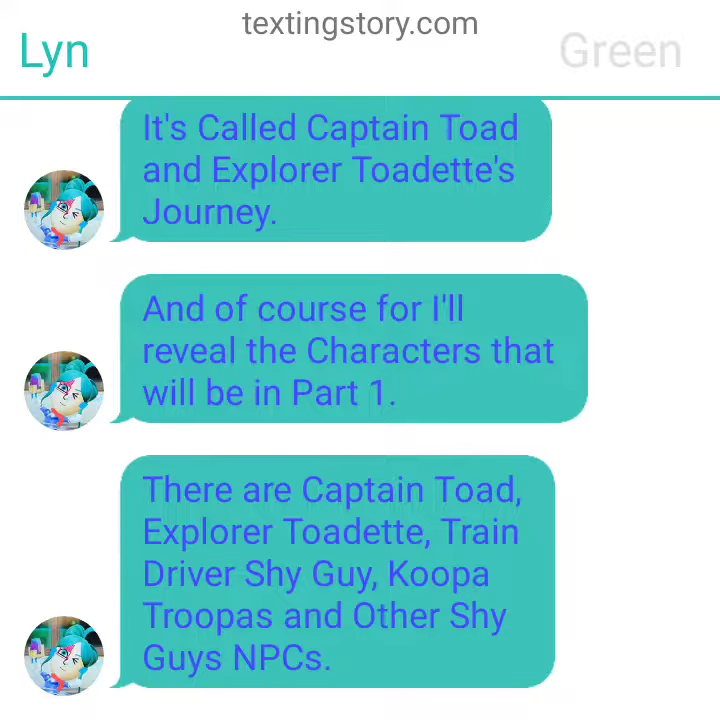 textingstory.com
Lyn
Green
It's Called Captain Toad
and Explorer Toadette's
Journey.
And of course for I'll
reveal the Characters that
will be in Part 1.
There are Captain Toad,
Explorer Toadette, Train
Driver Shy Guy, Koopa
Troopas and Other Shy
Guys NPCs.